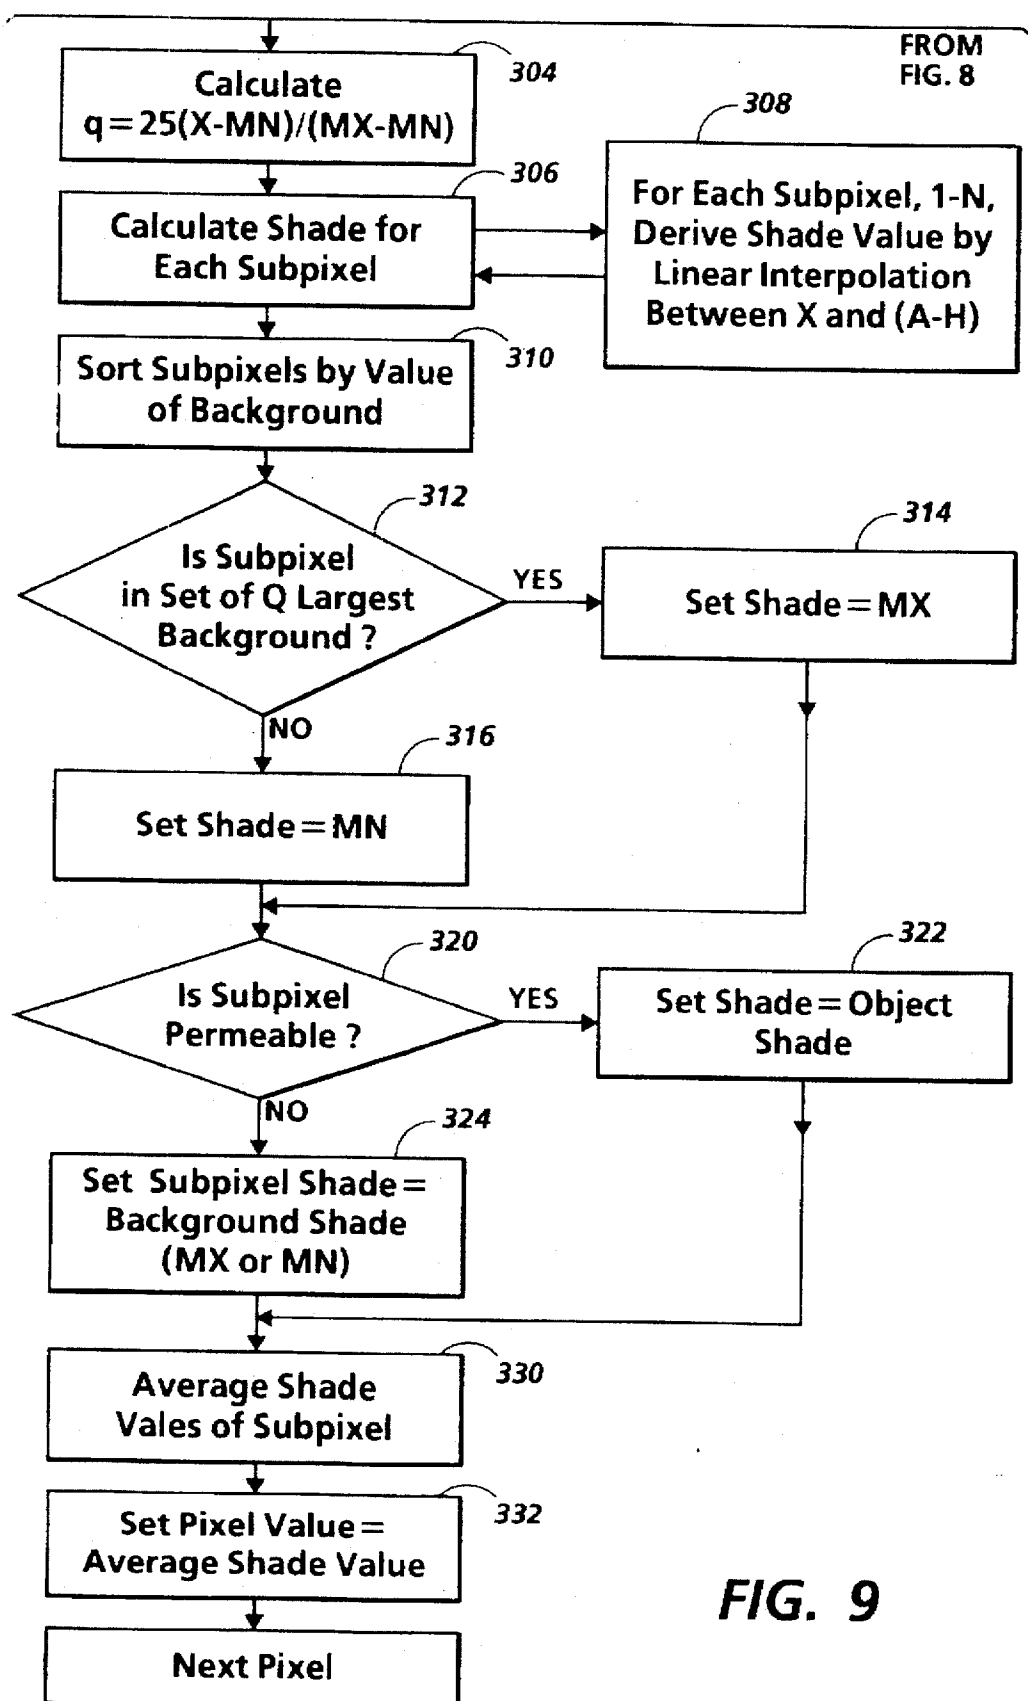 FROM
FIG. 8
304
Calculate
q=25(X-MN)/(MX-MN)
306
Calculate Shade for
Each Subpixel
308
For Each Subpixel, 1-N,
Derive Shade Value by
Linear Interpolation
Between X and (A-H)
310
Sort Subpixels by Value
of Background
312
Is Subpixel
in Set of Q Largest
Background ?
YES
314
Set Shade=MX
NO
316
Set Shade=MN
320
Is Subpixel
Permeable ?
YES
322
Set Shade=Object
Shade
NO
324
Set Subpixel Shade=
Background Shade
(MX or MN)
330
Average Shade
Vales of Subpixel
332
Set Pixel Value=
Average Shade Value
Next Pixel
FIG. 9